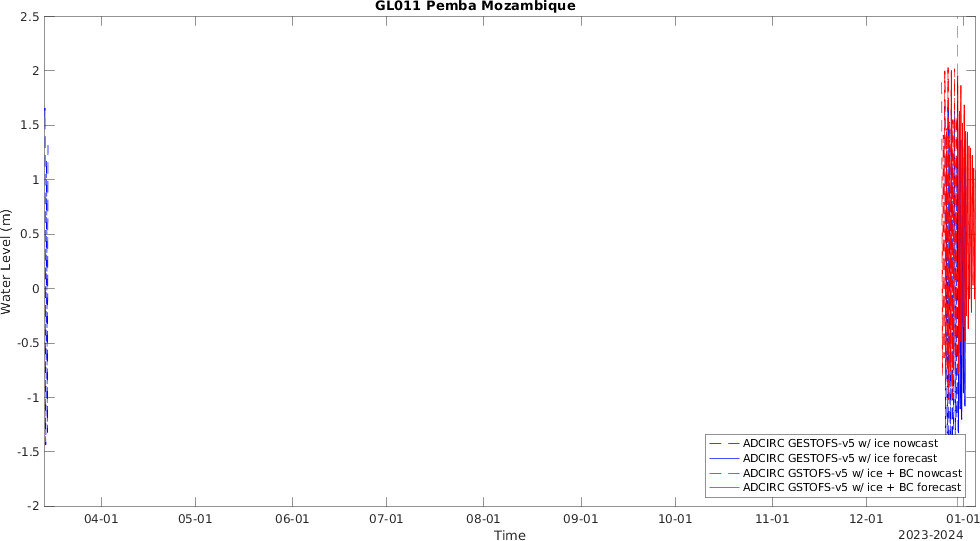 GL011 Pemba Mozambique
2.5
2
1.5
1
0.5
0
-0.5
-1
-1.5
-2
Water Level (m)
ADCIRC GESTOFS-v5 w/ ice nowcast
ADCIRC GESTOFS-v5 w/ ice forecast
ADCIRC GSTOFS-v5 w/ ice + BC nowcast
ADCIRC GSTOFS-v5 w/ ice + BC forecast
04-01 05-01 06-01 07-01 08-01 09-01 10-01 11-01 12-01 01-01
Time
2023-2024